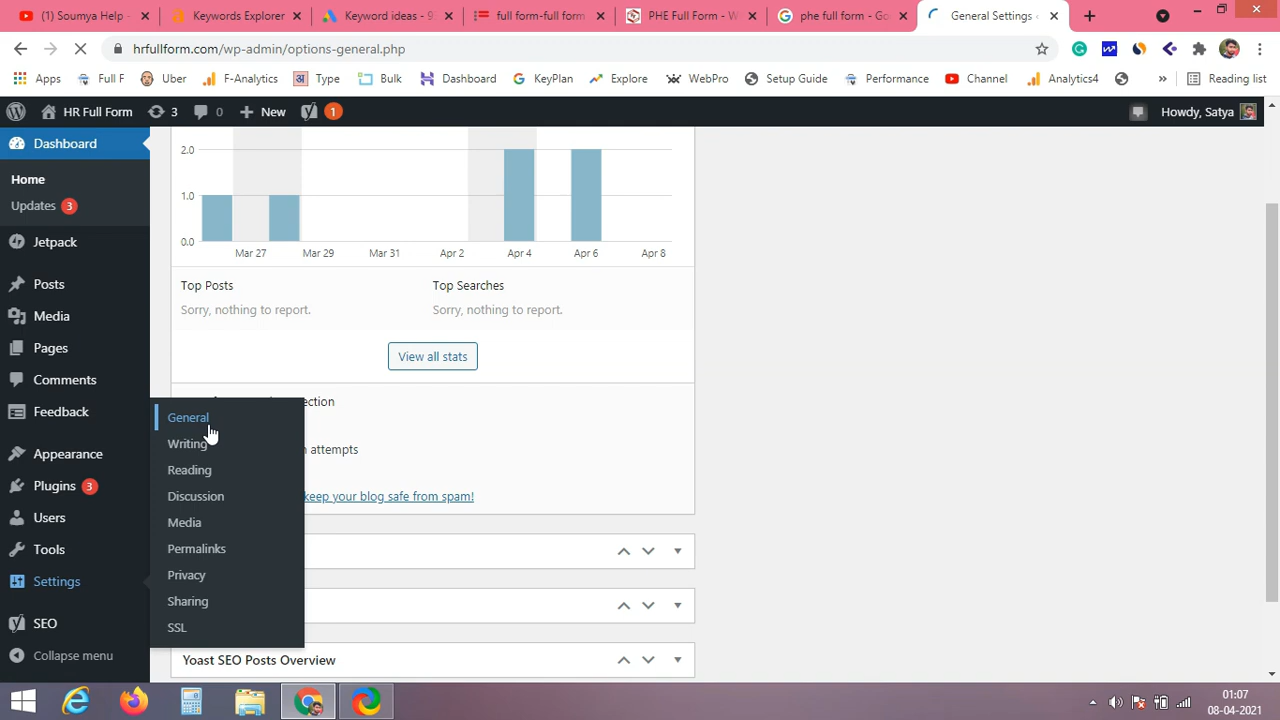 (1) Soumya Help -
Keywords Explorer
Keyword ideas - 9
full form-full form
PHE Full Form - W
phe full form - Go
General Settings
hrfullform.com/wp-admin/options-general.php
Apps
Full F
Uber
F-Analytics
Type
Bulk
Dashboard
KeyPlan
Explore
WebPro
Setup Guide
Performance
Channel
Analytics4
Reading list
HR Full Form
3
0
New
1
Howdy, Satya
Dashboard
Home
Updates 3
Jetpack
Posts
Media
Pages
Comments
Feedback
Appearance
Plugins 3
Users
Tools
Settings
SEO
Collapse menu
General
Writing
Reading
Discussion
Media
Permalinks
Privacy
Sharing
SSL
2.0
1.0
0.0
Mar 27 Mar 29 Mar 31 Apr 2 Apr 4 Apr 6 Apr 8
Top Posts
Sorry, nothing to report.
Top Searches
Sorry, nothing to report.
View all stats
attempts
keep your blog safe from spam!
Yoast SEO Posts Overview
01:07
08-04-2021